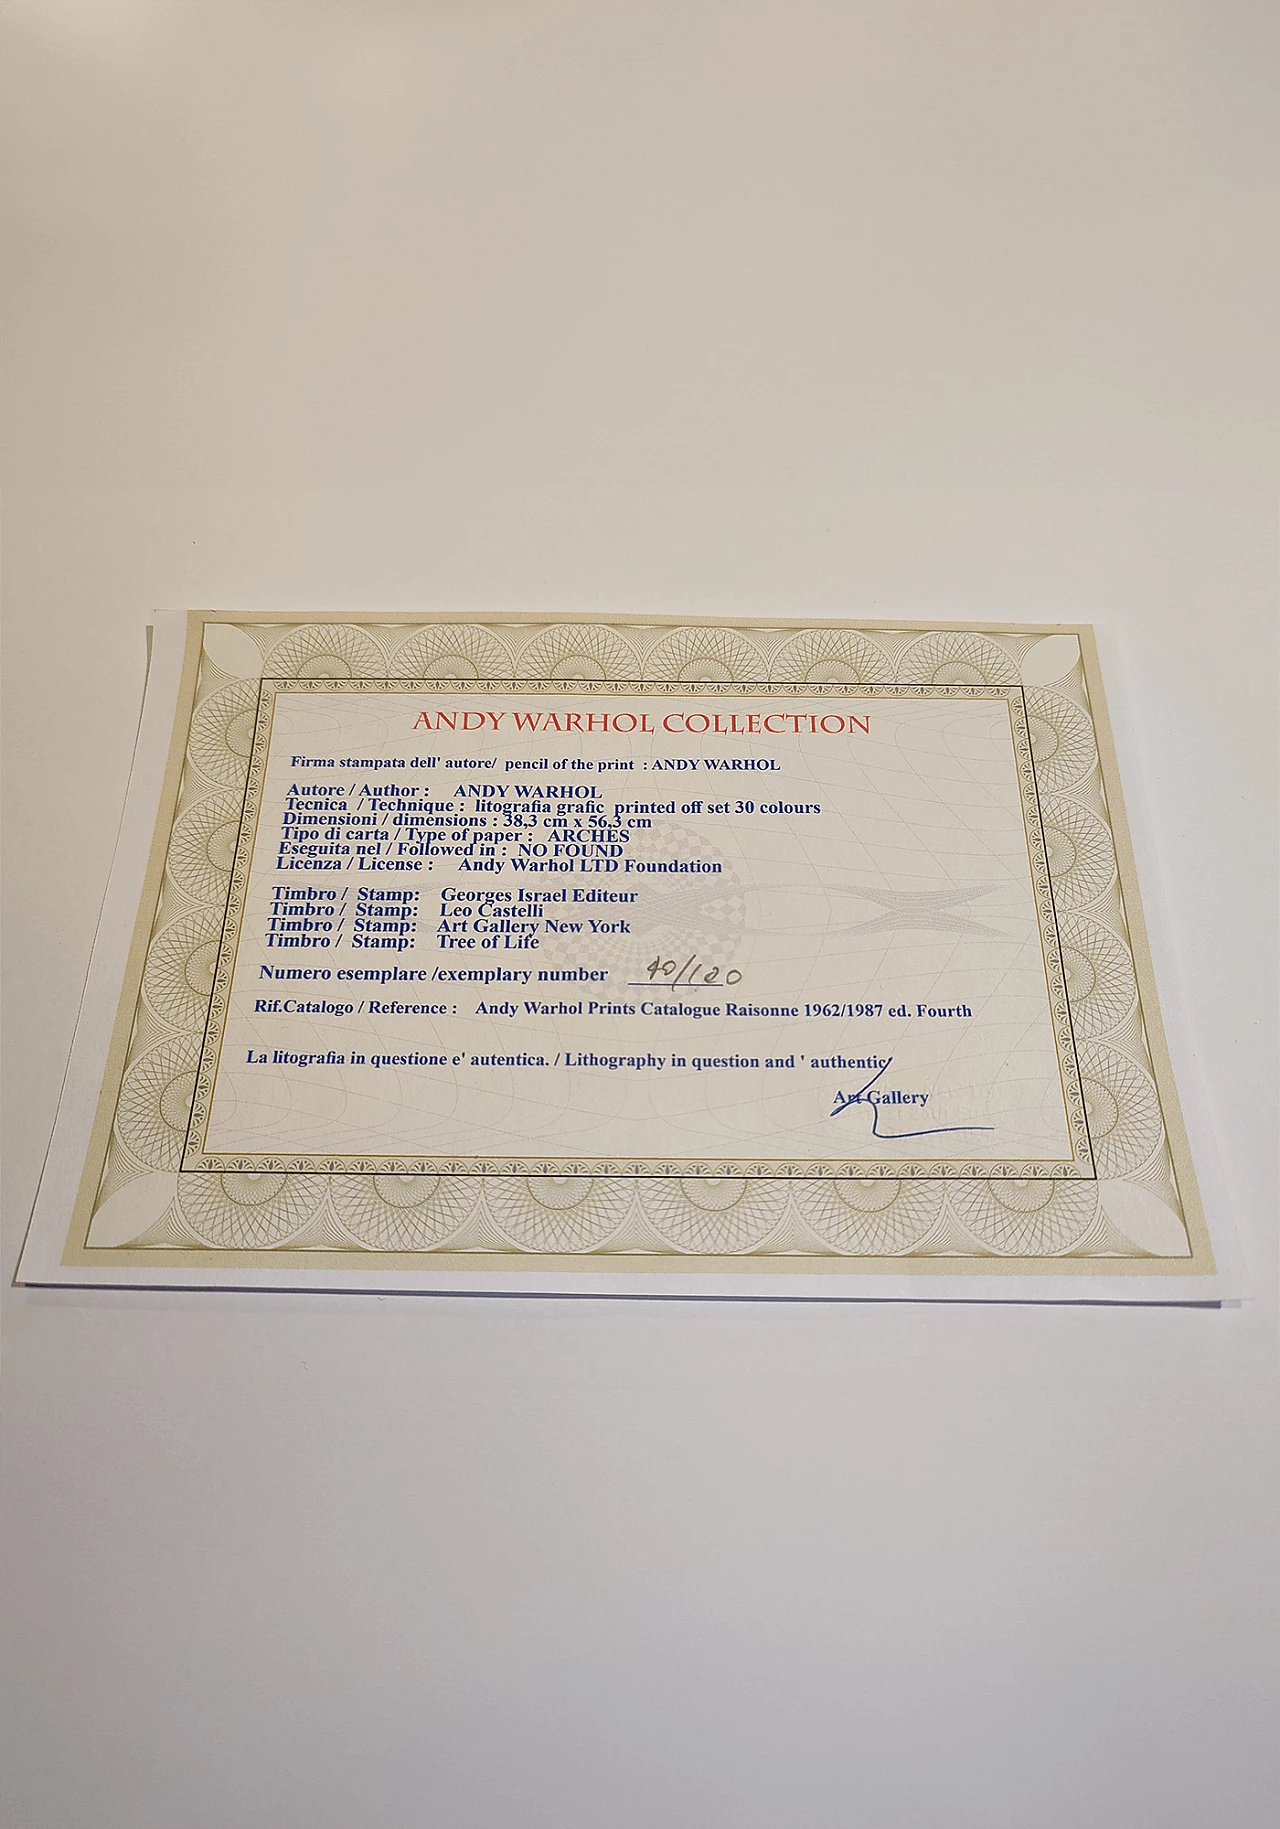 ANDY WARHOL COLLECTION
Firma stampata dell' autore/ pencil of the print : ANDY WARHOL
Autore / Author : ANDY WARHOL
Tecnica / Technique : litografia grafic printed off set 30 colours
Dimensioni / dimensions : 38,3 cm x 56,3 cm
Tipo di carta / Type of paper : ARCHES
Eseguita nel / Followed in : NO FOUND
Licenza / License : Andy Warhol LTD Foundation
Timbro / Stamp: Georges Israel Editeur
Timbro / Stamp: Leo Castelli
Timbro / Stamp: Art Gallery New York
Timbro / Stamp: Tree of Life
Numero esemplare /exemplary number /120
Rif.Catalogo / Reference : Andy Warhol Prints Catalogue Raisonne 1962/1987 ed. Fourth
La litografia in questione e' autentica. / Lithography in question and ' authentic
Art Gallery